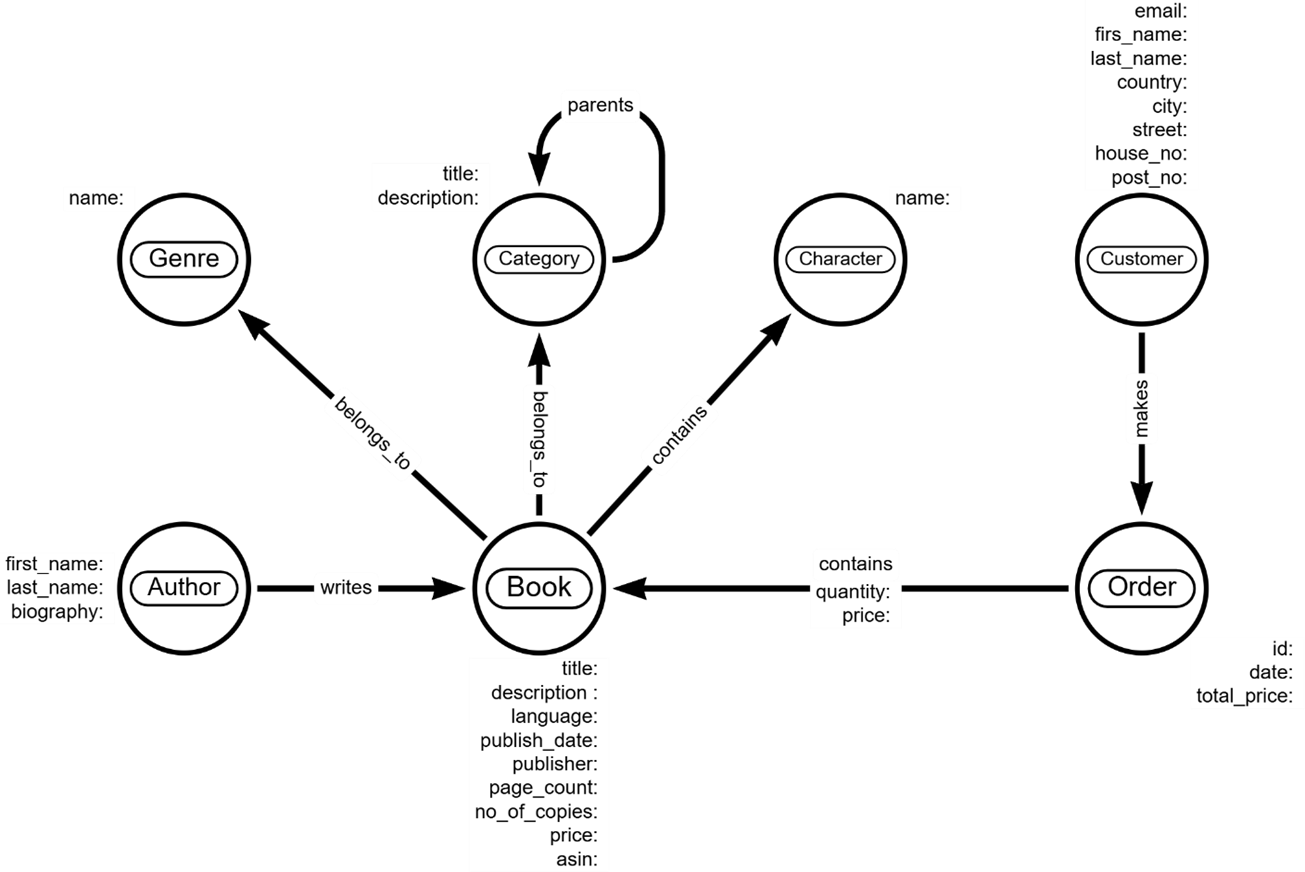 email:
firs_name:
last_name:
country:
city:
street:
house_no:
post_no:
parents
title:
description:
name:
name:
Genre
Category
Character
Customer
belongs_to
belongs_to
contains
makes
first_name:
last_name:
biography:
Author
writes
Book
contains
quantity:
price:
Order
id:
date:
total_price:
title:
description :
language:
publish_date:
publisher:
page_count:
no_of_copies:
price:
asin: